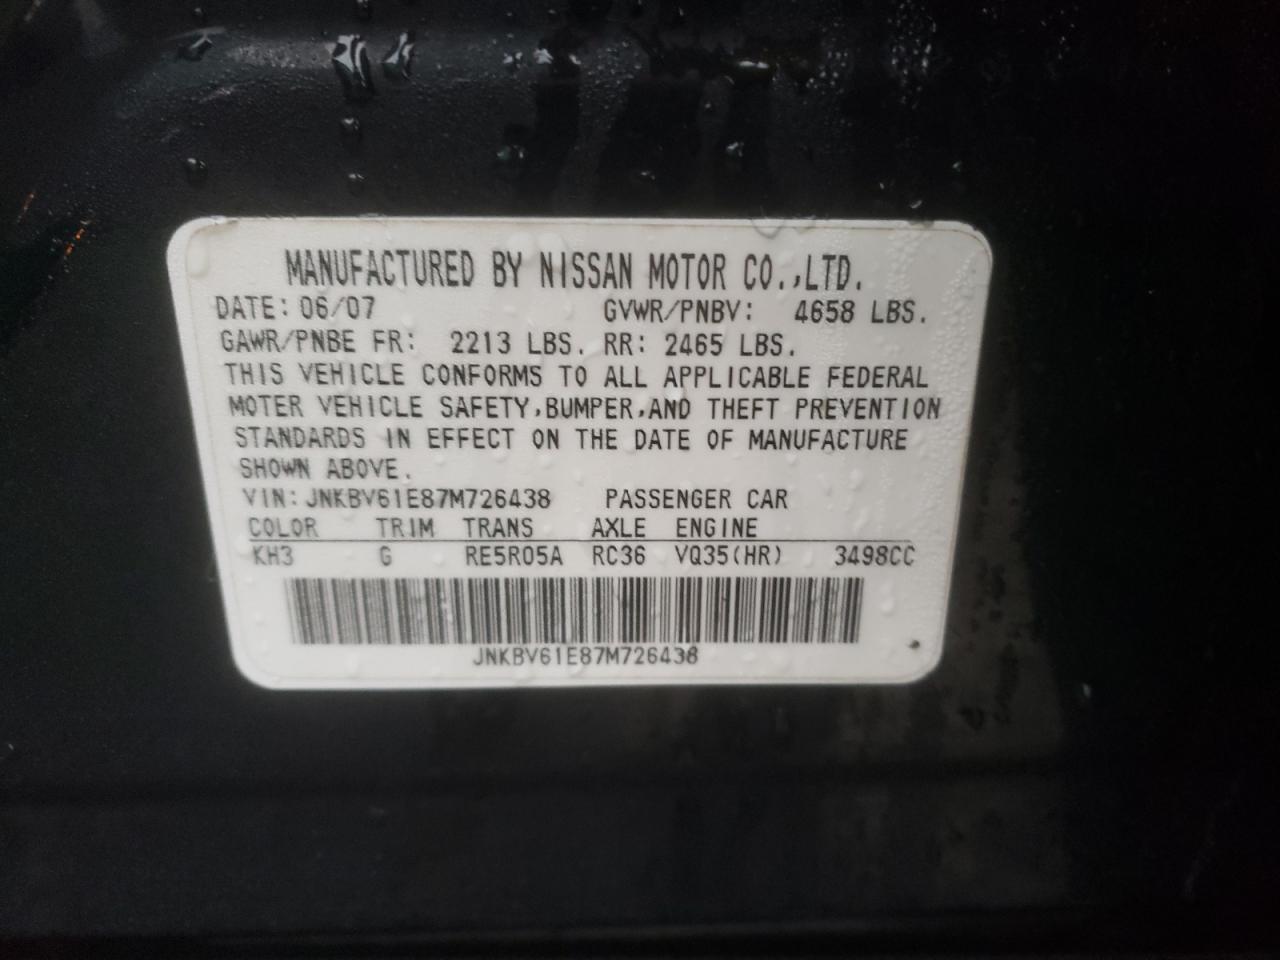 MANUFACTURED BY NISSAN MOTOR CO.,LTD.
DATE: 06/07 GVWR/PNBV: 4658 LBS.
GAWR/PNBE FR: 2213 LBS. RR: 2465 LBS.
THIS VEHICLE CONFORMS TO ALL APPLICABLE FEDERAL
MOTER VEHICLE SAFETY,BUMPER,AND THEFT PREVENTION
STANDARDS IN EFFECT ON THE DATE OF MANUFACTURE
SHOWN ABOVE.
VIN: JNKBV61E87M726438 PASSENGER CAR
COLOR TRIM TRANS AXLE ENGINE
KH3 G RE5R05A RC36 VQ35(HR) 3498CC
JNKBV61E87M726438